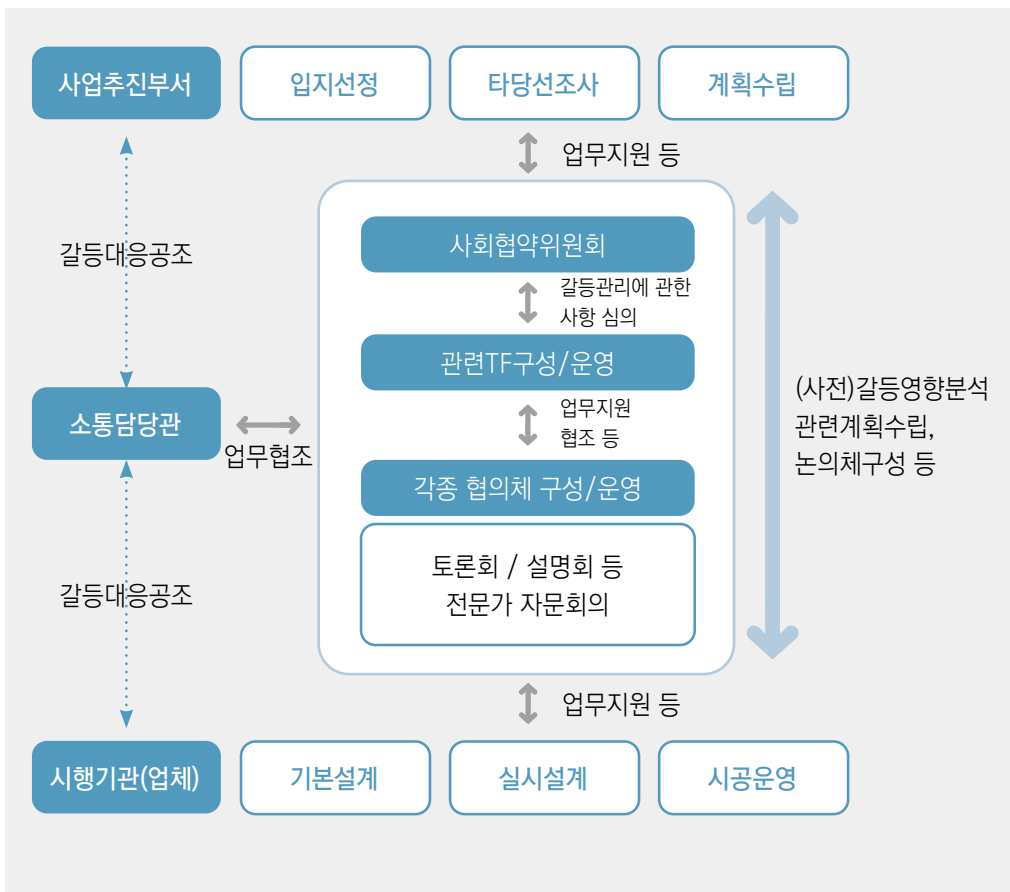 사업추진부서
입지선정
타당선조사
계획수립
업무지원 등
갈등대응공조
사회협약위원회
갈등관리에 관한
사항 심의
관련TF구성/운영
업무지원
협조 등
소통담당관
업무협조
각종 협의체 구성/운영
토론회 / 설명회 등
전문가 자문회의
(사전)갈등영향분석
관련계획수립,
논의체구성 등
갈등대응공조
업무지원 등
시행기관(업체)
기본설계
실시설계
시공운영